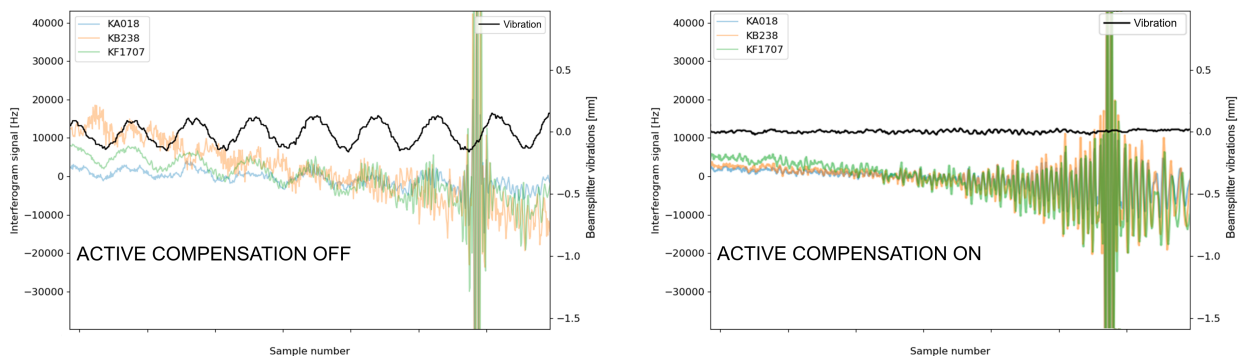 KA018
KB238
KF1707
Vibration
40000
30000
20000
10000
0
−10000
−20000
−30000
Interferogram signal [Hz]
0.5
0.0
−0.5
−1.0
−1.5
Beamsplitter vibrations [mm]
ACTIVE COMPENSATION OFF
Sample number
KA018
KB238
KF1707
Vibration
40000
30000
20000
10000
0
−10000
−20000
−30000
Interferogram signal [Hz]
0.5
0.0
−0.5
−1.0
−1.5
Beamsplitter vibrations [mm]
ACTIVE COMPENSATION ON
Sample number